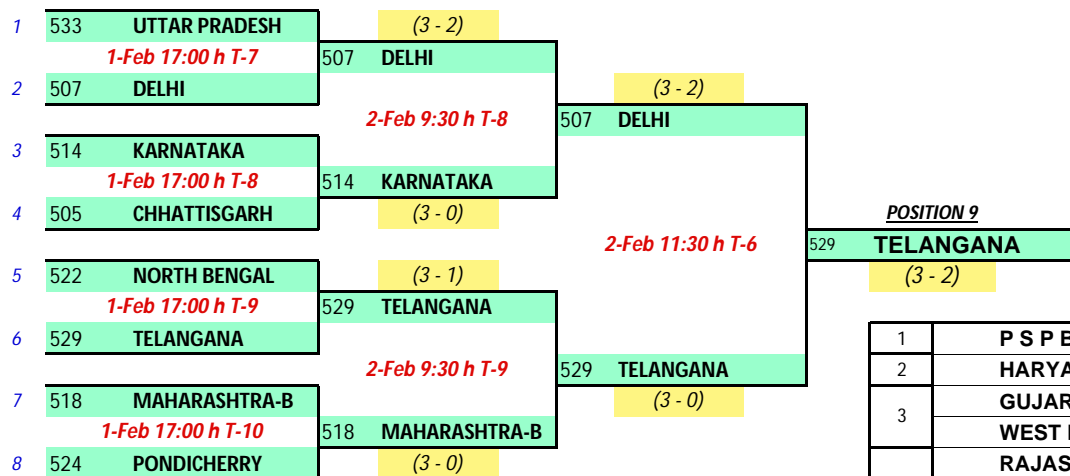 1 533 UTTAR PRADESH (3 - 2)
1-Feb 17:00 h T-7 507 DELHI
2 507 DELHI (3 - 2)
2-Feb 9:30 h T-8 507 DELHI
3 514 KARNATAKA
1-Feb 17:00 h T-8 514 KARNATAKA
4 505 CHHATTISGARH (3 - 0) POSITION 9
2-Feb 11:30 h T-6 529 TELANGANA
5 522 NORTH BENGAL (3 - 1) (3 - 2)
1-Feb 17:00 h T-9 529 TELANGANA
6 529 TELANGANA 1 P S P B
2-Feb 9:30 h T-9 529 TELANGANA 2 HARYA
7 518 MAHARASHTRA-B (3 - 0) 3 GUJAR
1-Feb 17:00 h T-10 518 MAHARASHTRA-B WEST
8 524 PONDICHERRY (3 - 0) RAJAS